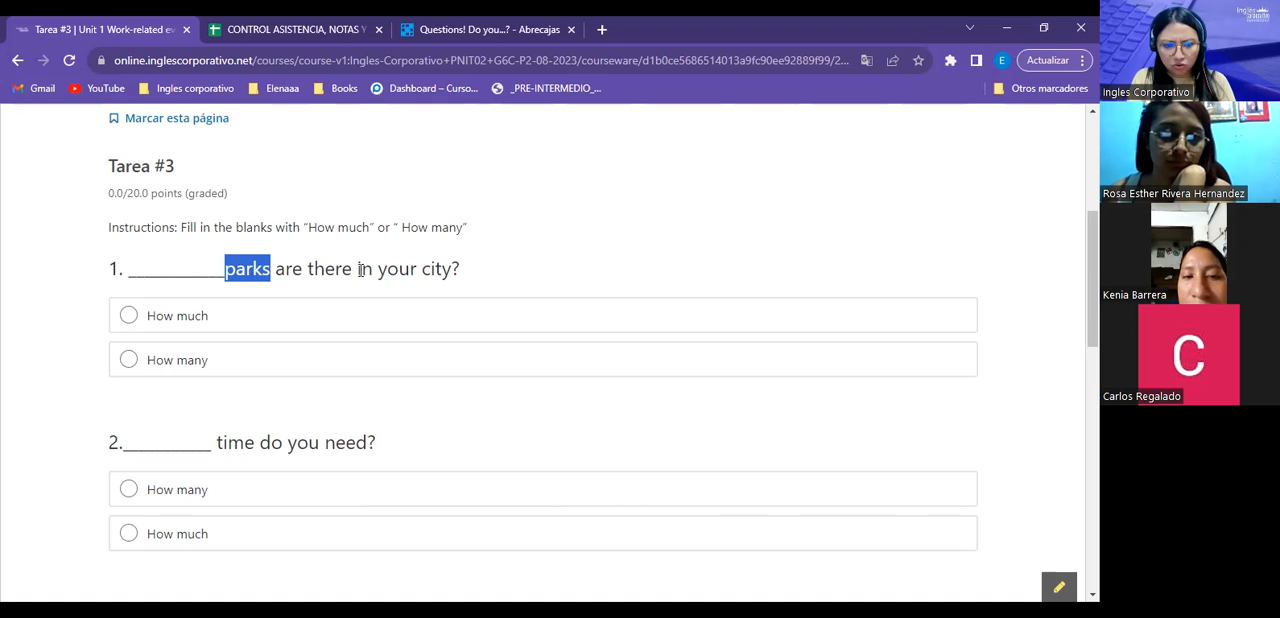 Tarea #3 | Unit 1 Work-related ev
CONTROL ASISTENCIA, NOTAS Y
Questions! Do you...? - Abrecajas
online.inglescorporativo.net/courses/course-v1:Ingles-Corporativo+PNIT02+G6C-P2-08-2023/courseware/d1b0ce5686514013a9fc90ee92889f99/2...
E
Actualizar
Gmail
YouTube
Ingles corporativo
Elenaaa
Books
Dashboard – Curso...
_PRE-INTERMEDIO_...
Otros marcadores
Marcar esta página
Tarea #3
0.0/20.0 points (graded)
Instructions: Fill in the blanks with “How much” or “ How many”
1. ___________parks are there in your city?
How much
How many
2.__________ time do you need?
How many
How much
Ingles Corporativo
Rosa Esther Rivera Hernandez
Kenia Barrera
C
Carlos Regalado